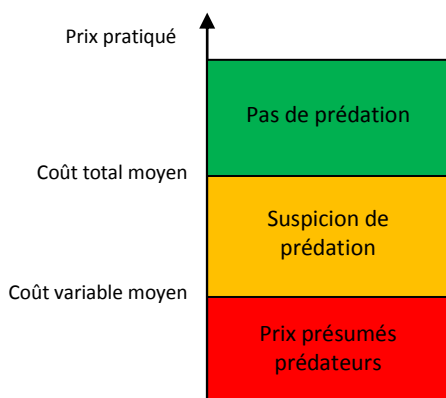 Prix pratiqué
Pas de prédation
Coût total moyen
Suspicion de
prédation
Coût variable moyen
Prix présumés
prédateurs